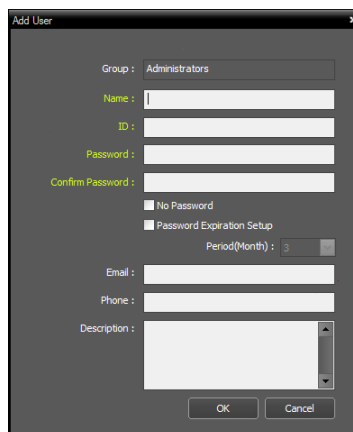 Add User
Group : Administrators
Name :
ID :
Password :
Confirm Password :
No Password
Password Expiration Setup
Period(Month) : 3
Email :
Phone :
Description :
OK Cancel